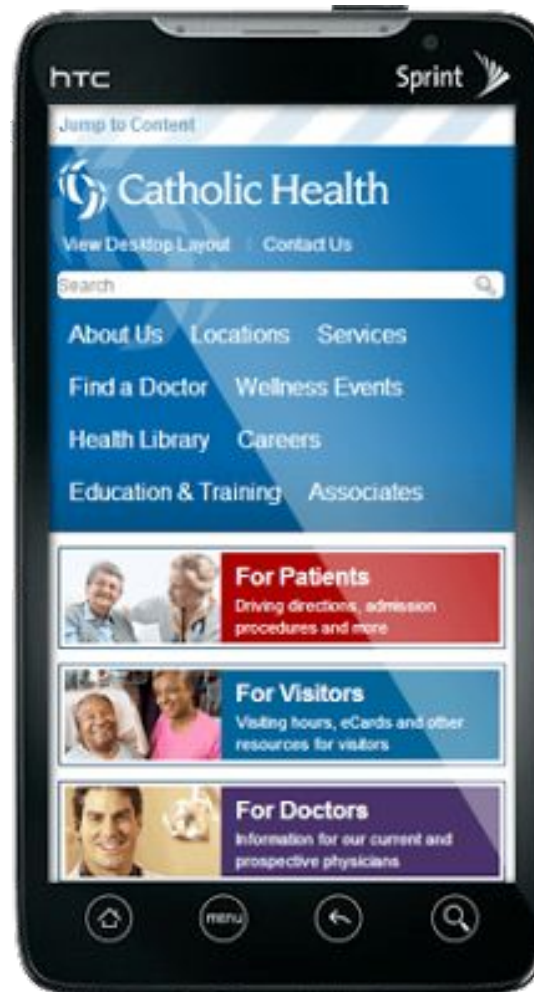 hTC Sprint
Jump to Content
Catholic Health
View Desktop Layout | Contact Us
Search
About Us Locations Services
Find a Doctor Wellness Events
Health Library Careers
Education & Training Associates
For Patients
Driving directions, admission
procedures and more
For Visitors
Visiting hours, eCards and other
resources for visitors
For Doctors
Information for our current and
prospective physicians
menu